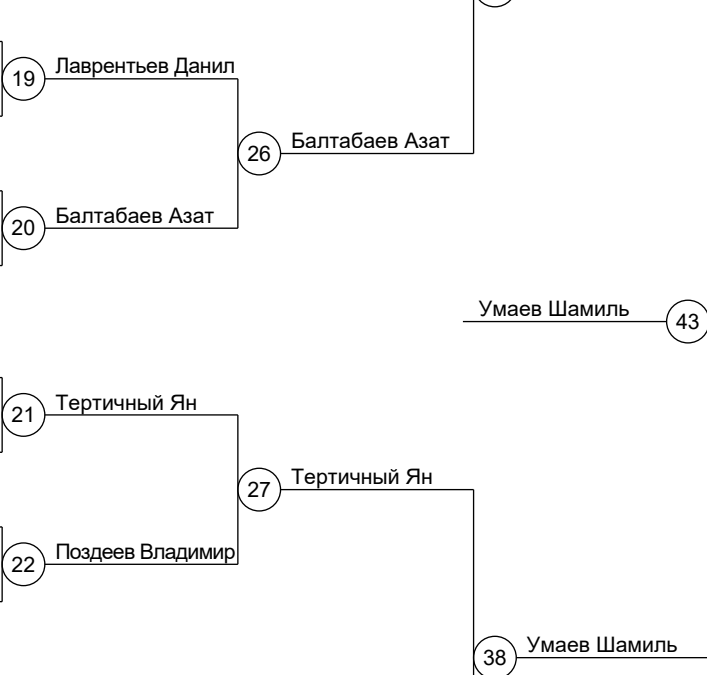 19 Лаврентьев Данил
26 Балтабаев Азат
20 Балтабаев Азат
Умаев Шамиль 43
21 Тертичный Ян
27 Тертичный Ян
22 Поздеев Владимир
38 Умаев Шамиль